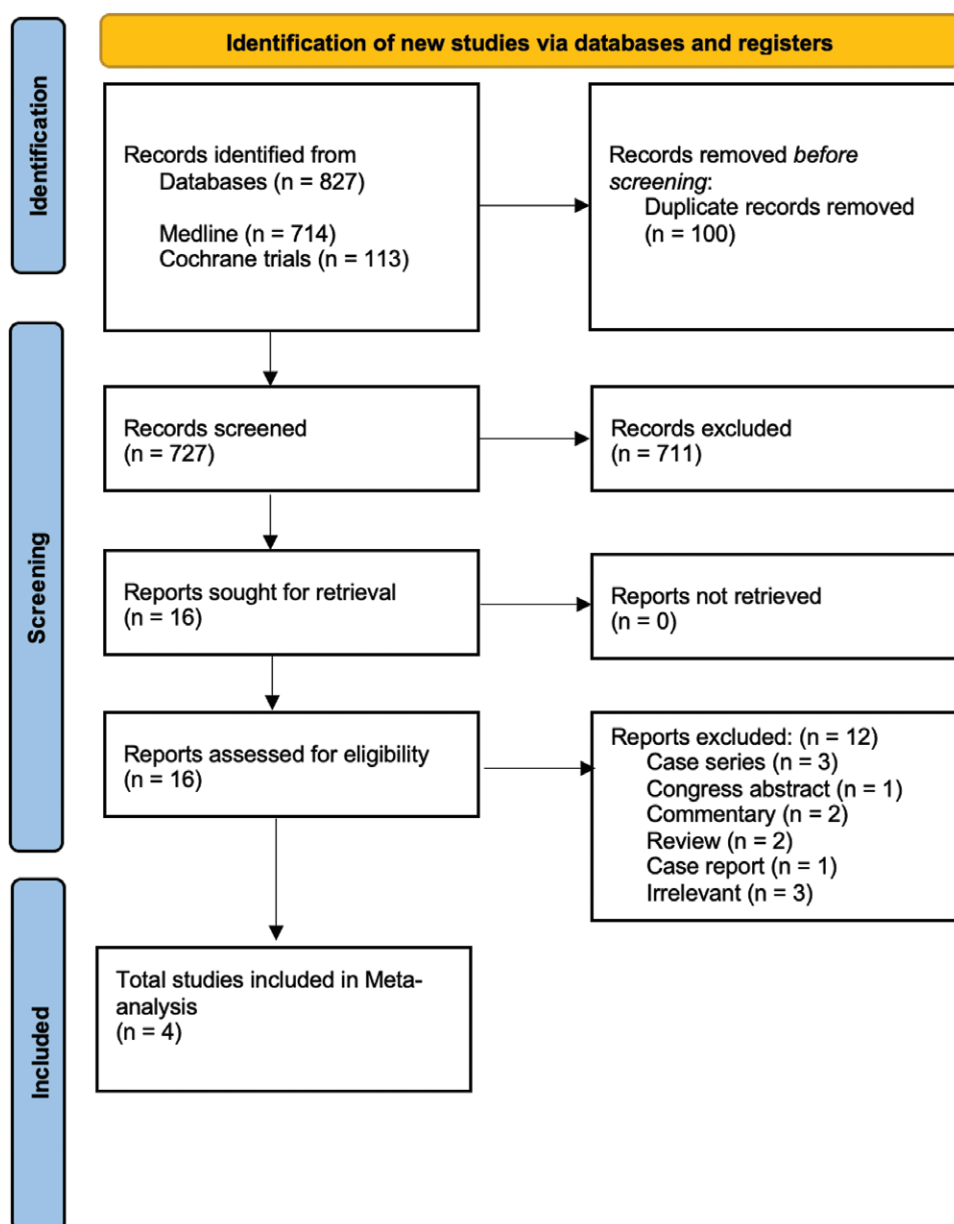 Identification of new studies via databases and registers
Identification
Records identified from
Databases (n = 827)
Medline (n = 714)
Cochrane trials (n = 113)
Records removed before
screening:
Duplicate records removed
(n = 100)
Screening
Records screened
(n = 727)
Records excluded
(n = 711)
Reports sought for retrieval
(n = 16)
Reports not retrieved
(n = 0)
Reports assessed for eligibility
(n = 16)
Reports excluded: (n = 12)
Case series (n = 3)
Congress abstract (n = 1)
Commentary (n = 2)
Review (n = 2)
Case report (n = 1)
Irrelevant (n = 3)
Included
Total studies included in Meta-
analysis
(n = 4)